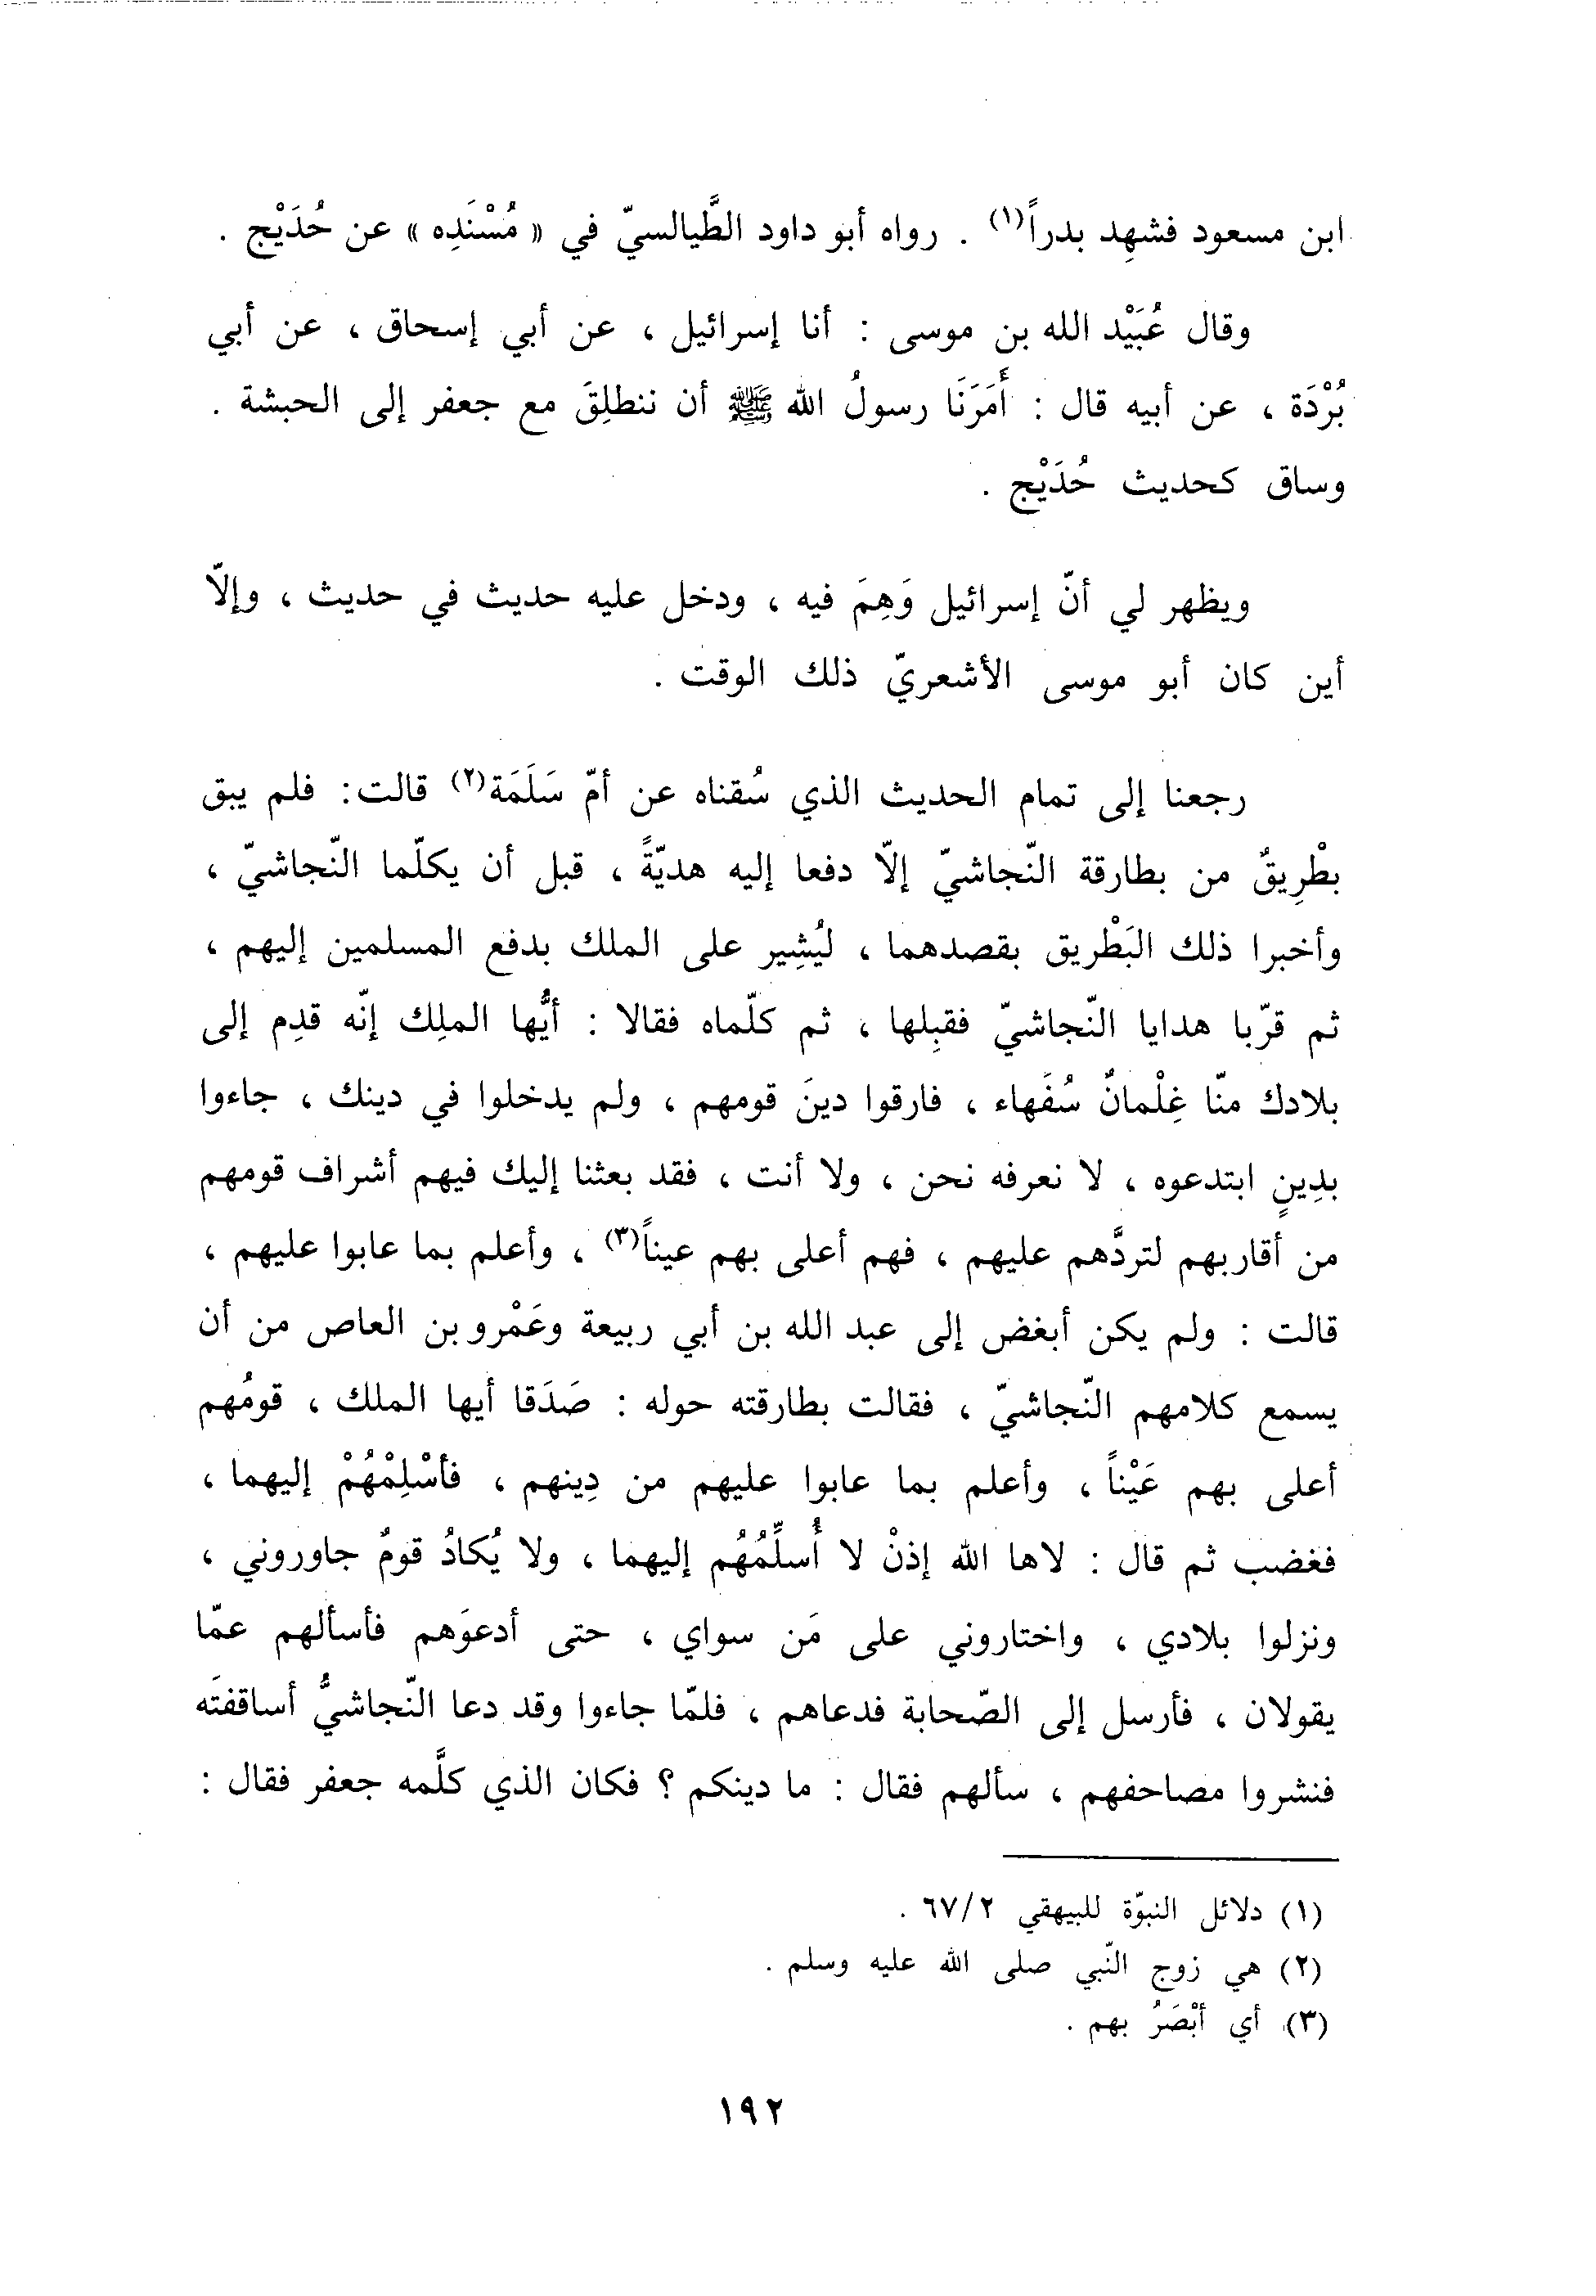 ابن مسعود فشهِد بدراً(١) . رواه أبو داود الطَّيالسيّ في « مُسْنَدِه » عن حُدَيْج .
وقال عُبَيْد الله بن موسى : أنا إسرائيل ، عن أبي إسحاق ، عن أبي
بُرْدَة ، عن أبيه قال : أَمَرَنَا رسولُ الله ﷺ أن ننطلِقَ مع جعفر إلى الحبشة .
وساق كحديث حُدَيْج .
ويظهر لي أنّ إسرائيل وَهِمَ فيه ، ودخل عليه حديث في حديث ، وإلّا
أين كان أبو موسى الأشعريّ ذلك الوقت .
رجعنا إلى تمام الحديث الذي سُقناه عن أمّ سَلَمَة(٢) قالت : فلم يبق
بطْرِيقٌ من بطارقة النّجاشيّ إلّا دفعا إليه هديّةً ، قبل أن يكلّما النّجاشيّ ،
وأخبرا ذلك البَطْريق بقصدهما ، ليُشِير على الملك بدفع المسلمين إليهم ،
ثم قرّبا هدايا النّجاشيّ فقبِلها ، ثم كلّماه فقالا : أيُّها الملِك إنّه قدِم إلى
بلادك منّا غِلْمانٌ سُفَهاء ، فارقوا دينَ قومهم ، ولم يدخلوا في دينك ، جاءوا
بدِينٍ ابتدعوه ، لا نعرفه نحن ، ولا أنت ، فقد بعثنا إليك فيهم أشراف قومهم
من أقاربهم لتردَّهم عليهم ، فهم أعلى بهم عيناً(٣) ، وأعلم بما عابوا عليهم ،
قالت : ولم يكن أبغض إلى عبد الله بن أبي ربيعة وعَمْرو بن العاص من أن
يسمع كلامهم النّجاشيّ ، فقالت بطارقته حوله : صَدَقا أيها الملك ، قومُهم
أعلى بهم عَيْناً ، وأعلم بما عابوا عليهم من دِينهم ، فأسْلِمْهُمْ إليهما ،
فغضب ثم قال : لاها الله إذنْ لا أُسلِّمُهُم إليهما ، ولا يُكادُ قومٌ جاوروني ،
ونزلوا بلادي ، واختاروني على مَن سواي ، حتى أدعوَهم فأسألهم عمّا
يقولان ، فأرسل إلى الصّحابة فدعاهم ، فلمّا جاءوا وقد دعا النّجاشيُّ أساقفتَه
فنشروا مصاحفهم ، سألهم فقال : ما دينكم ؟ فكان الذي كلَّمه جعفر فقال :
(١) دلائل النبوّة للبيهقي ٦٧/٢ .
(٢) هي زوج النّبي صلى الله عليه وسلم .
(٣) أي أبْصَرُ بهم .
١٩٢